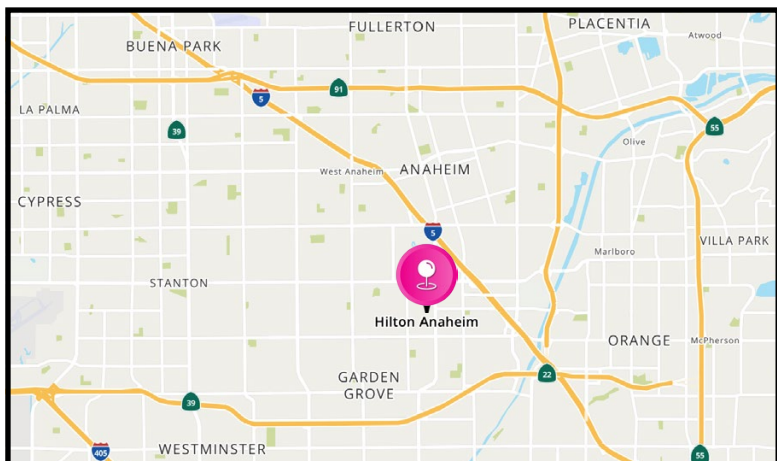 FULLERTON
PLACENTIA
BUENA PARK
Atwood
5
91
LA PALMA
39
55
Olive
West Anaheim
ANAHEIM
CYPRESS
5
VILLA PARK
Marlboro
STANTON
Hilton Anaheim
ORANGE
McPherson
GARDEN
GROVE
22
39
WESTMINSTER
405
55